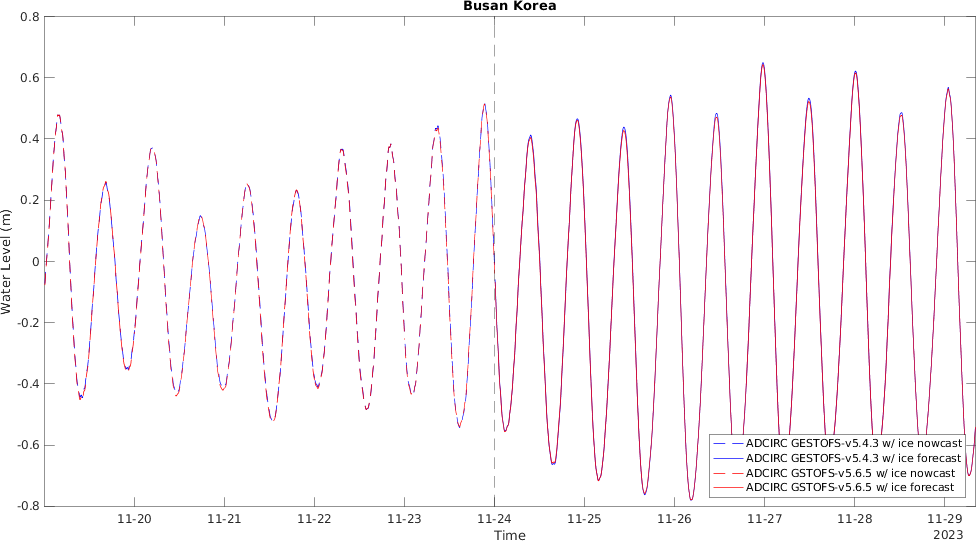 Busan Korea
0.8
0.6
0.4
0.2
0
-0.2
-0.4
-0.6
-0.8
Water Level (m)
ADCIRC GESTOFS-v5.4.3 w/ ice nowcast
ADCIRC GSTOFS-v5.4.3 w/ ice forecast
ADCIRC GSTOFS-v5.6.5 w/ ice nowcast
ADCIRC GSTOFS-v5.6.5 w/ ice forecast
11-20 11-21 11-22 11-23 11-24 11-25 11-26 11-27 11-28 11-29
Time 2023